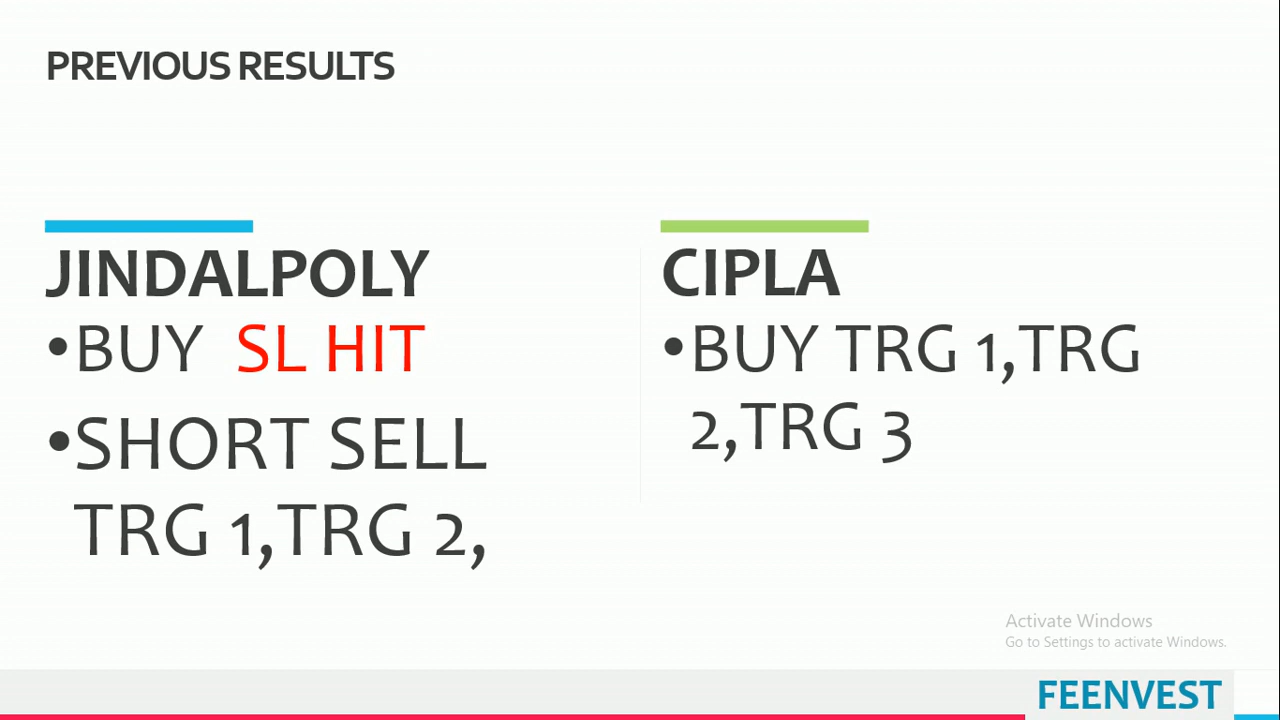 PREVIOUS RESULTS
JINDALPOLY
•BUY SL HIT
•SHORT SELL
TRG 1,TRG 2,
CIPLA
•BUY TRG 1,TRG
2,TRG 3
Activate Windows
Go to Settings to activate Windows.
FEENVEST